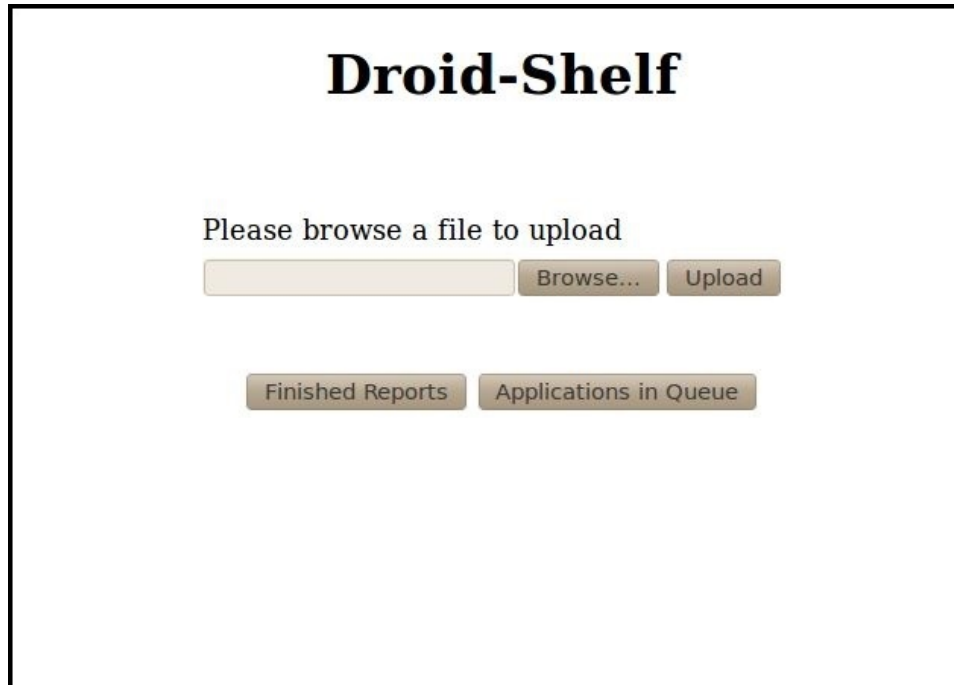 Droid-Shelf
Please browse a file to upload
Browse... Upload
Finished Reports Applications in Queue